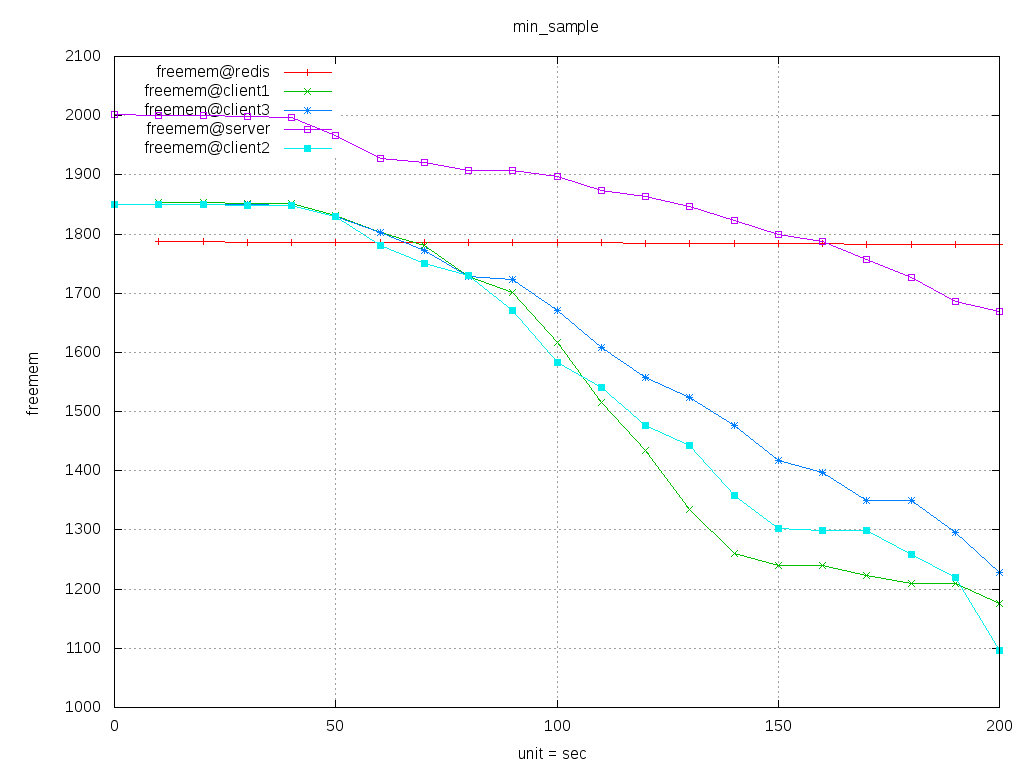 min_sample
freemem@redis
freemem@client1
freemem@client3
freemem@server
freemem@client2
2100
2000
1900
1800
1700
1600
1500
1400
1300
1200
1100
1000
freemem
0 50 100 150 200
unit = sec